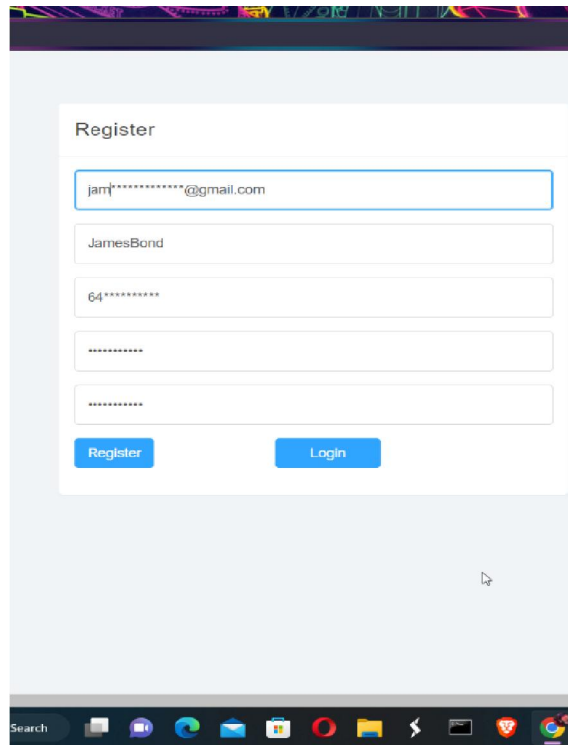 Register
jam*************@gmail.com
JamesBond
64**********
•••••••••••
•••••••••••
Register Login
Search